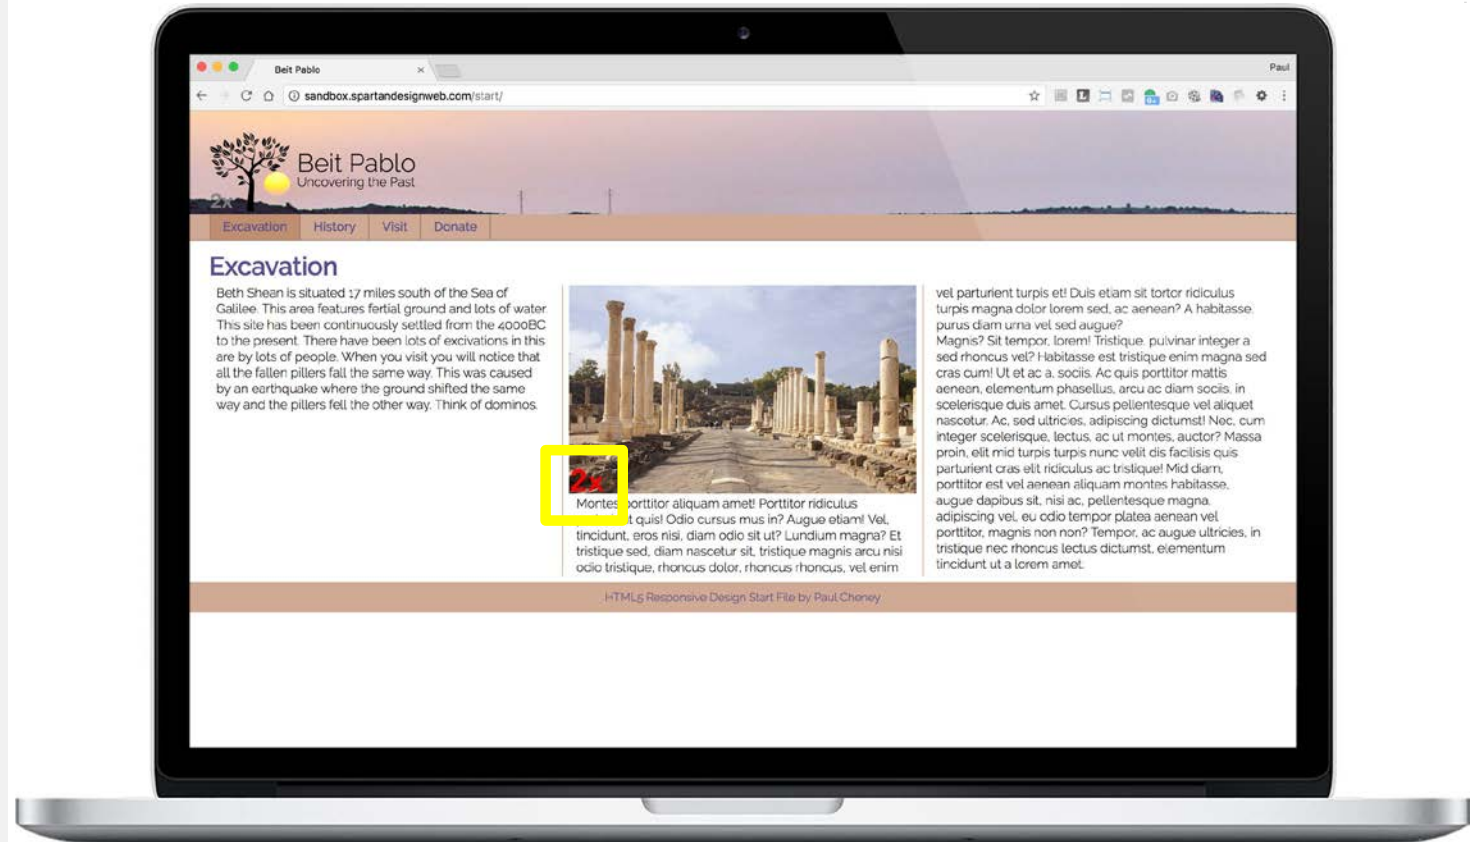 Beit Pablo
Paul
sandbox.spartandesignweb.com/start/
Beit Pablo
Uncovering the Past
2x
Excavation History Visit Donate
Excavation
Beth Shean is situated 17 miles south of the Sea of
Galilee. This area features fertial ground and lots of water.
This site has been continuously settled from the 4000BC
to the present. There have been lots of excivations in this
are by lots of people. When you visit you will notice that
all the fallen pillers fall the same way. This was caused
by an earthquake where the ground shifted the same
way and the pillers fell the other way. Think of dominos.
2x
Montes porttitor aliquam amet! Porttitor ridiculus
quis! Odio cursus mus in? Augue etiam! Vel,
tincidunt, eros nisi, diam odio sit ut? Lundium magna? Et
tristique sed, diam nascetur sit, tristique magnis arcu nisi
odio tristique, rhoncus dolor, rhoncus rhoncus, vel enim
vel parturient turpis et! Duis etiam sit tortor ridiculus
turpis magna dolor lorem sed, ac aenean? A habitasse,
purus diam urna vel sed augue?
Magnis? Sit tempor, lorem! Tristique, pulvinar integer a
sed rhoncus vel? Habitasse est tristique enim magna sed
cras cum! Ut et ac a, sociis. Ac quis porttitor mattis
aenean, elementum phasellus, arcu ac diam sociis, in
scelerisque duis amet. Cursus pellentesque vel aliquet
nascetur. Ac, sed ultricies, adipiscing dictumst! Nec, cum
integer scelerisque, lectus, ac ut montes, auctor? Massa
proin, elit mid turpis turpis nunc velit dis facilisis quis
parturient cras elit ridiculus ac tristique! Mid diam,
porttitor est vel aenean aliquam montes habitasse,
augue dapibus sit, nisi ac, pellentesque magna,
adipiscing vel, eu odio tempor platea aenean vel
porttitor, magnis non non? Tempor, ac augue ultricies, in
tristique nec rhoncus lectus dictumst, elementum
tincidunt ut a lorem amet.
HTML5 Responsive Design Start File by Paul Cheney